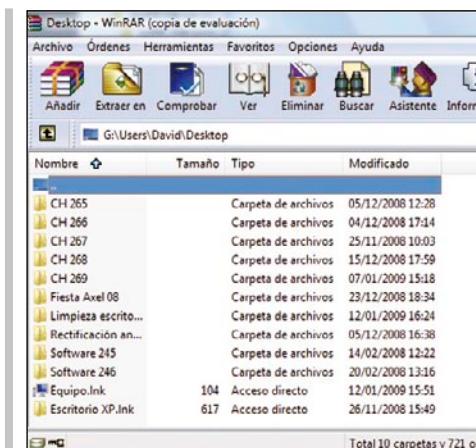 Desktop - WinRAR (copia de evaluación)
Archivo Órdenes Herramientas Favoritos Opciones Ayuda
Añadir Extraer en Comprobar Ver Eliminar Buscar Asistente Infor
G:\Users\David\Desktop
Nombre Tamaño Tipo Modificado
..
CH 265 Carpeta de archivos 05/12/2008 12:28
CH 266 Carpeta de archivos 04/12/2008 17:14
CH 267 Carpeta de archivos 25/11/2008 10:03
CH 268 Carpeta de archivos 15/12/2008 17:59
CH 269 Carpeta de archivos 07/01/2009 15:18
Fiesta Axel 08 Carpeta de archivos 23/12/2008 18:34
Limpieza escrito... Carpeta de archivos 12/01/2009 16:24
Rectificación an... Carpeta de archivos 05/12/2008 16:38
Software 245 Carpeta de archivos 14/02/2008 12:22
Software 246 Carpeta de archivos 20/02/2008 13:16
Equipo.lnk 104 Acceso directo 12/01/2009 15:51
Escritorio XP.lnk 617 Acceso directo 26/11/2008 15:49
Total 10 carpetas y 721